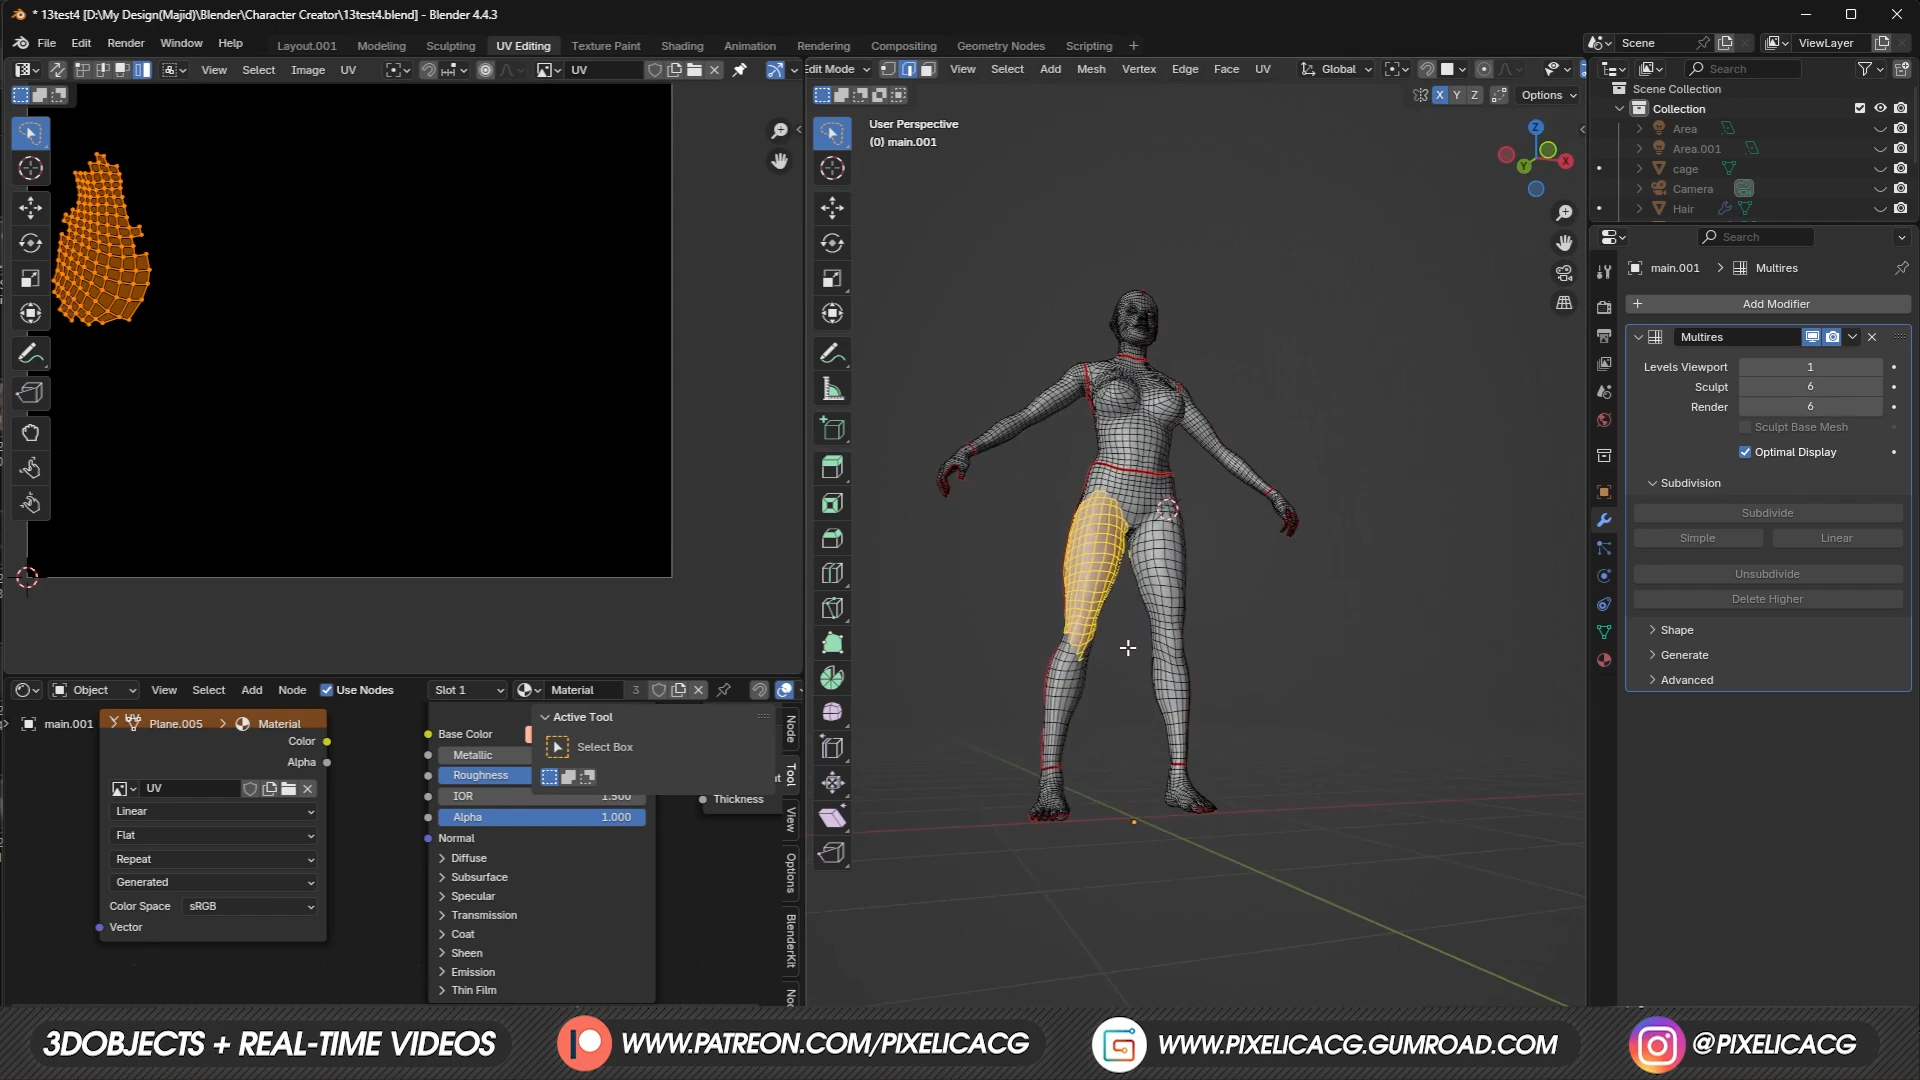 * 13test4 [D:\My Design(Majid)\Blender\Character Creator\13test4.blend] - Blender 4.4.3
File Edit Render Window Help Layout.001 Modeling Sculpting UV Editing Texture Paint Shading Animation Rendering Compositing Geometry Nodes Scripting + Scene ViewLayer
View Select Image UV UV
Edit Mode View Select Add Mesh Vertex Edge Face UV Global Search
X Y Z Options
Scene Collection
Collection
Area
Area.001
cage
Camera
Hair
User Perspective
(0) main.001
Z X Y
Search
main.001 > Multires
+ Add Modifier
Multires
Levels Viewport 1
Sculpt 6
Render 6
Sculpt Base Mesh
Optimal Display
Subdivision
Subdivide
Simple Linear
Unsubdivide
Delete Higher
Shape
Generate
Advanced
Object View Select Add Node Use Nodes Slot 1 Material 3
main.001 Plane.005 > Material
Color
Alpha
UV
Linear
Flat
Repeat
Generated
Color Space sRGB
Vector
Base Color
Metallic
Roughness
IOR 1.500
Alpha 1.000
Normal
Diffuse
Subsurface
Specular
Transmission
Coat
Sheen
Emission
Thin Film
Active Tool
Select Box
Thickness
Node
Tool
View
Options
BlenderKit
3DOBJECTS + REAL-TIME VIDEOS WWW.PATREON.COM/PIXELICACG WWW.PIXELICACG.GUMROAD.COM @PIXELICACG